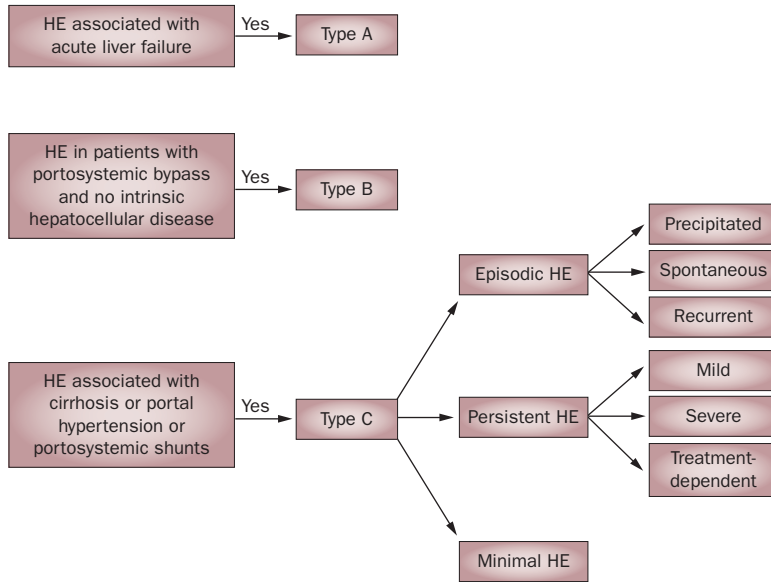 HE associated with
acute liver failure
Yes
Type A
HE in patients with
portosystemic bypass
and no intrinsic
hepatocellular disease
Yes
Type B
HE associated with
cirrhosis or portal
hypertension or
portosystemic shunts
Yes
Type C
Episodic HE
Precipitated
Spontaneous
Recurrent
Persistent HE
Mild
Severe
Treatment-
dependent
Minimal HE